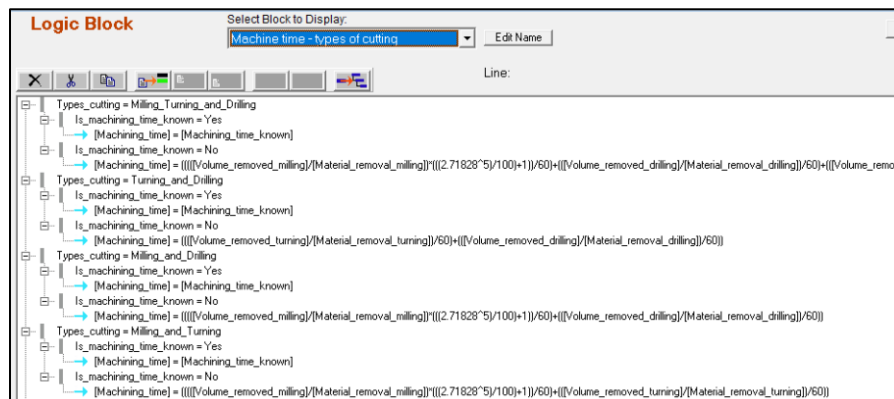 Logic Block
Select Block to Display:
Machine time - types of cutting
Edit Name
Line:
Types_cutting = Milling_Turning_and_Drilling
Is_machining_time_known = Yes
[Machining_time] = [Machining_time_known]
Is_machining_time_known = No
[Machining_time] = ((((([Volume_removed_milling]/[Material_removal_milling])*(((2.71828^5)/100)+1))/60)+(([Volume_removed_drilling]/[Material_removal_drilling])/60)+(([Volume_remo
Types_cutting = Turning_and_Drilling
Is_machining_time_known = Yes
[Machining_time] = [Machining_time_known]
Is_machining_time_known = No
[Machining_time] = ((([Volume_removed_turning]/[Material_removal_turning])/60)+(([Volume_removed_drilling]/[Material_removal_drilling])/60))
Types_cutting = Milling_and_Drilling
Is_machining_time_known = Yes
[Machining_time] = [Machining_time_known]
Is_machining_time_known = No
[Machining_time] = ((((([Volume_removed_milling]/[Material_removal_milling])*(((2.71828^5)/100)+1))/60)+(([Volume_removed_drilling]/[Material_removal_drilling])/60))
Types_cutting = Milling_and_Turning
Is_machining_time_known = Yes
[Machining_time] = [Machining_time_known]
Is_machining_time_known = No
[Machining_time] = ((((([Volume_removed_milling]/[Material_removal_milling])*(((2.71828^5)/100)+1))/60)+(([Volume_removed_turning]/[Material_removal_turning])/60))